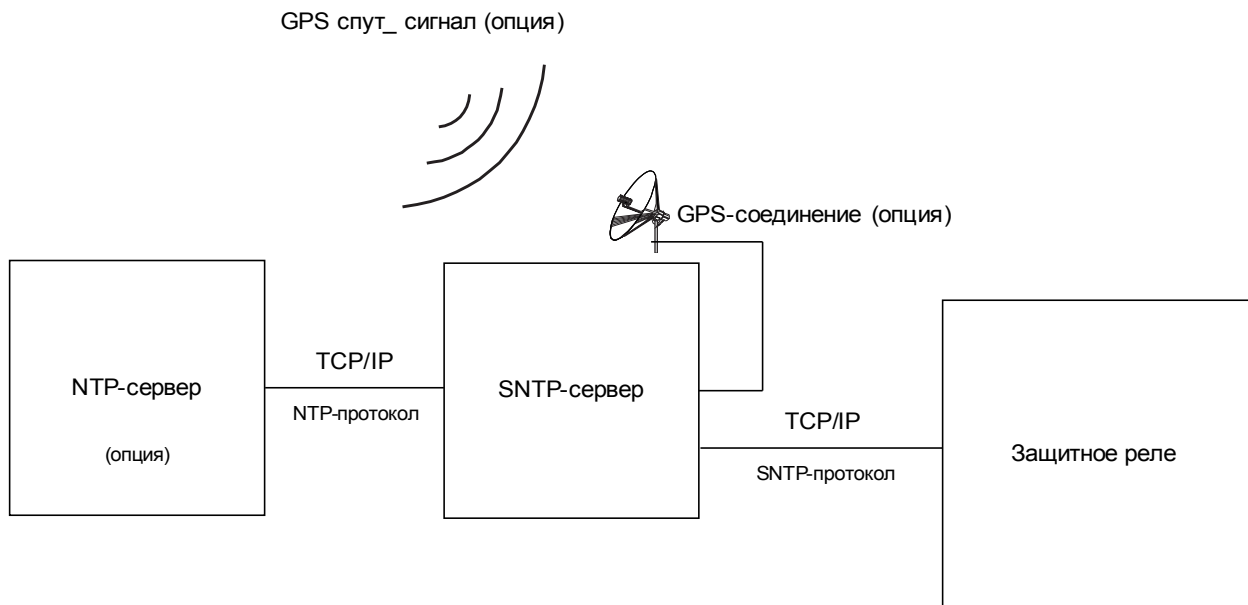 GPS спут_ сигнал (опция)
GPS-соединение (опция)
NTP-сервер
(опция)
TCP/IP
NTP-протокол
SNTP-сервер
TCP/IP
SNTP-протокол
Защитное реле